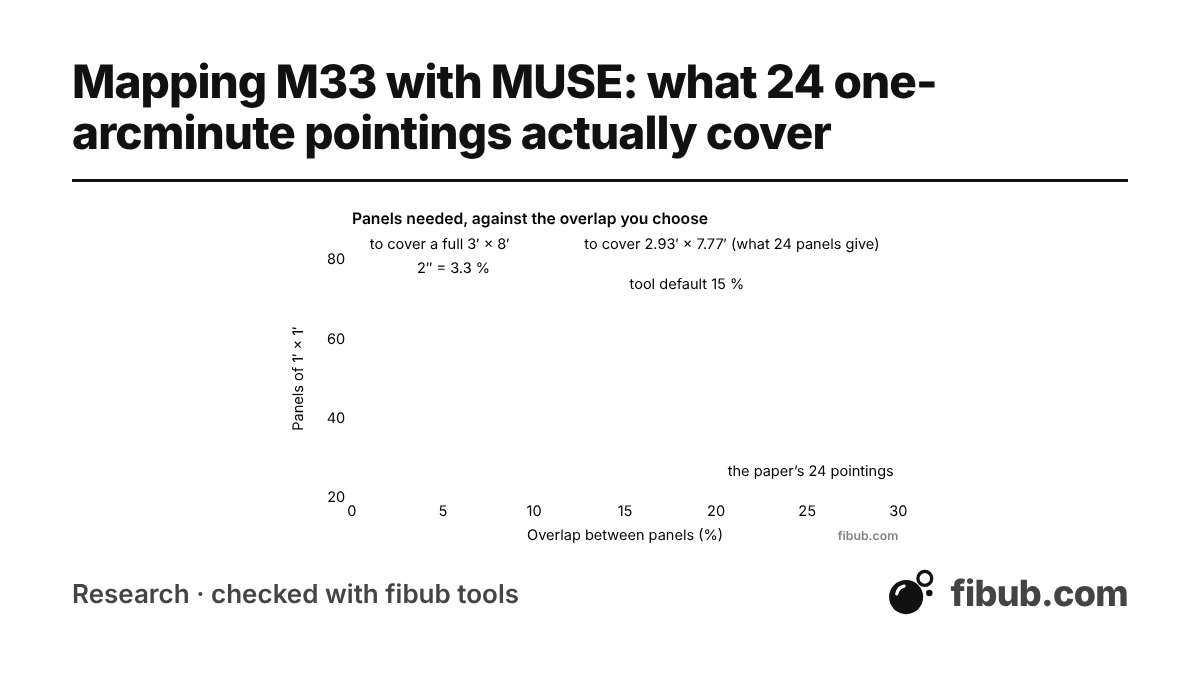 Mapping M33 with MUSE: what 24 one-
arcminute pointings actually cover
Panels needed, against the overlap you choose
to cover a full 3′ × 8′
to cover 2.93′ × 7.77′ (what 24 panels give)
2″ = 3.3 %
tool default 15 %
80
60
40
20
Panels of 1′ × 1′
the paper’s 24 pointings
0 5 10 15 20 25 30
Overlap between panels (%)
fibub.com
Research · checked with fibub tools
fibub.com